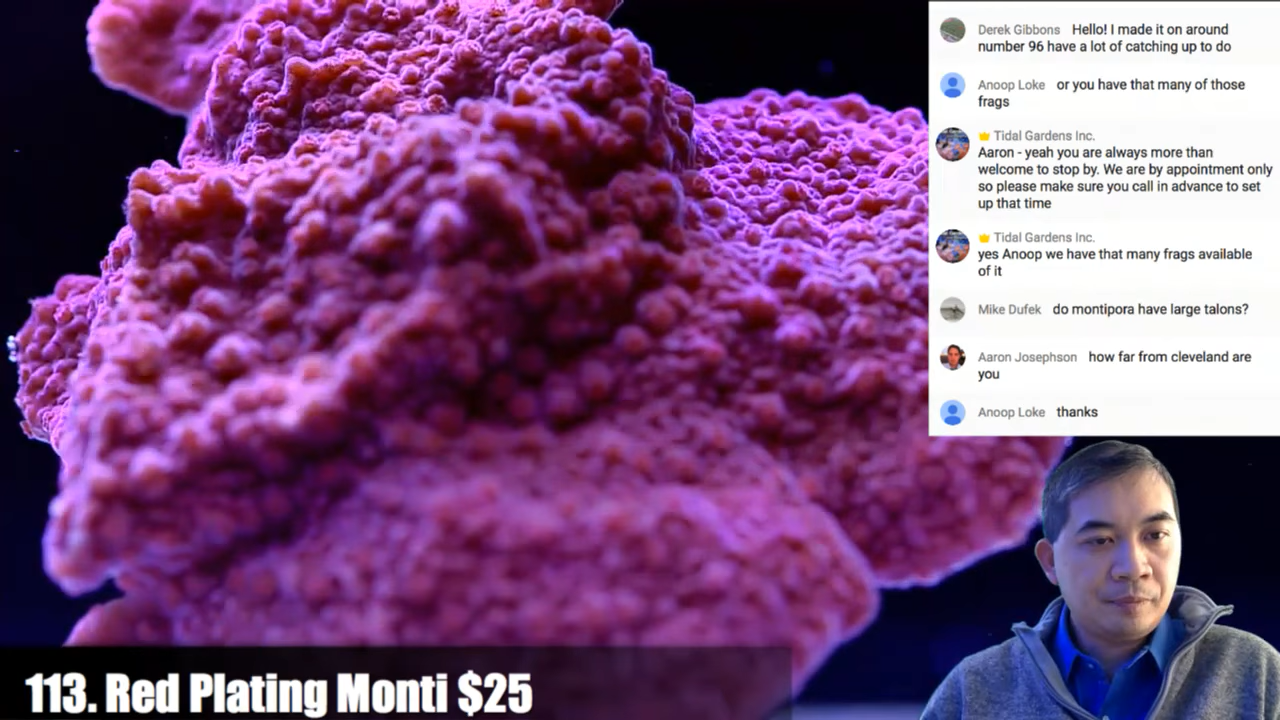 Derek Gibbons Hello! I made it on around
number 96 have a lot of catching up to do
Anoop Loke or you have that many of those
frags
Tidal Gardens Inc.
Aaron - yeah you are always more than
welcome to stop by. We are by appointment only
so please make sure you call in advance to set
up that time
Tidal Gardens Inc.
yes Anoop we have that many frags available
of it
Mike Dufek do montipora have large talons?
Aaron Josephson how far from cleveland are
you
Anoop Loke thanks
113. Red Plating Monti $25